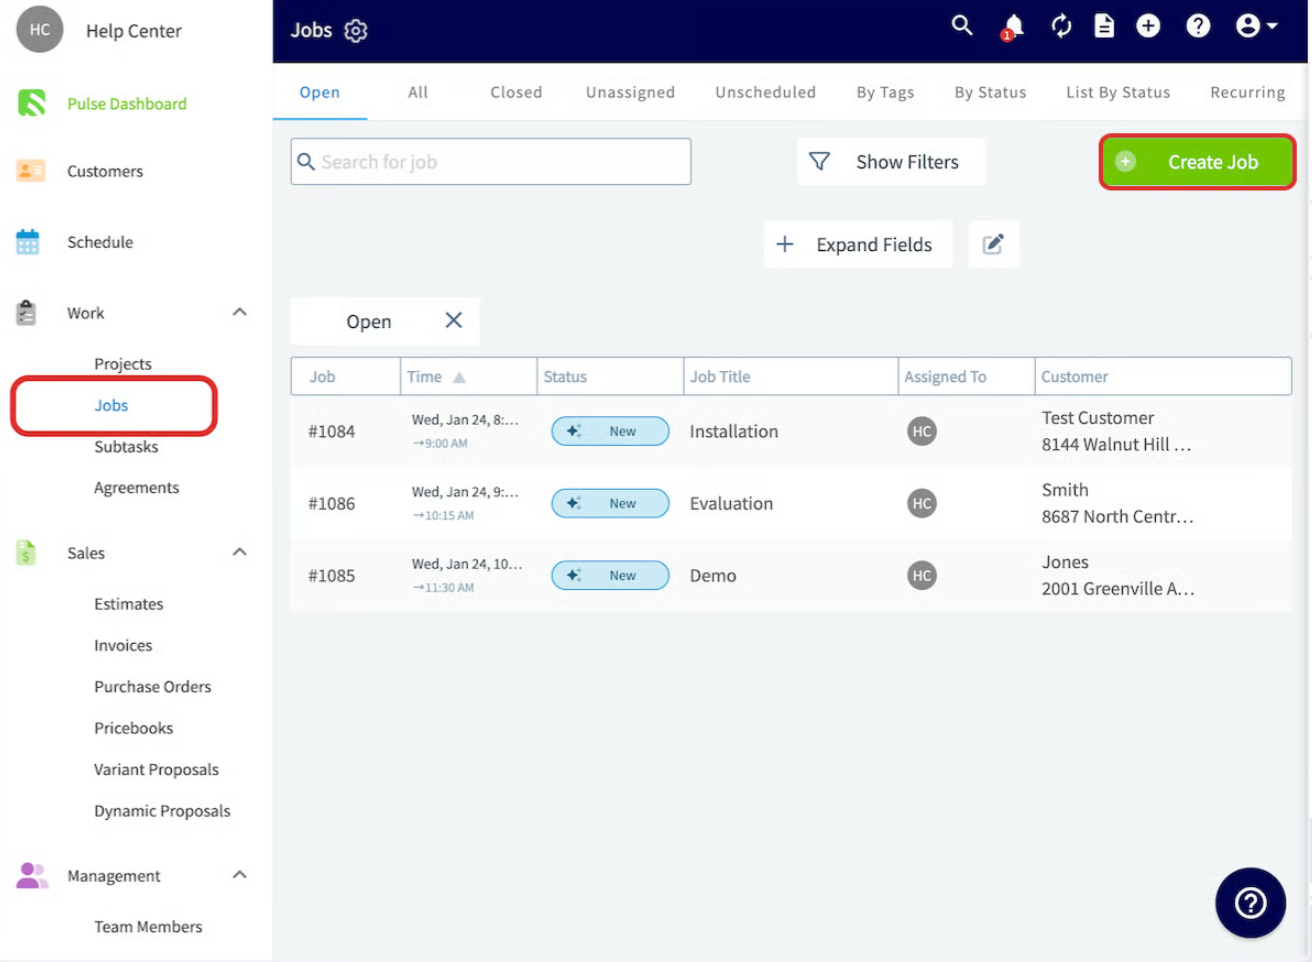 HC Help Center
Pulse Dashboard
Customers
Schedule
Work
Projects
Jobs
Subtasks
Agreements
Sales
Estimates
Invoices
Purchase Orders
Pricebooks
Variant Proposals
Dynamic Proposals
Management
Team Members
Jobs
1
Open All Closed Unassigned Unscheduled By Tags By Status List By Status Recurring
Search for job
Show Filters
Create Job
Expand Fields
Open
Job Time Status Job Title Assigned To Customer
#1084 Wed, Jan 24, 8:... New Installation HC Test Customer
→9:00 AM 8144 Walnut Hill ...
#1086 Wed, Jan 24, 9:... New Evaluation HC Smith
→10:15 AM 8687 North Centr...
#1085 Wed, Jan 24, 10... New Demo HC Jones
→11:30 AM 2001 Greenville A...